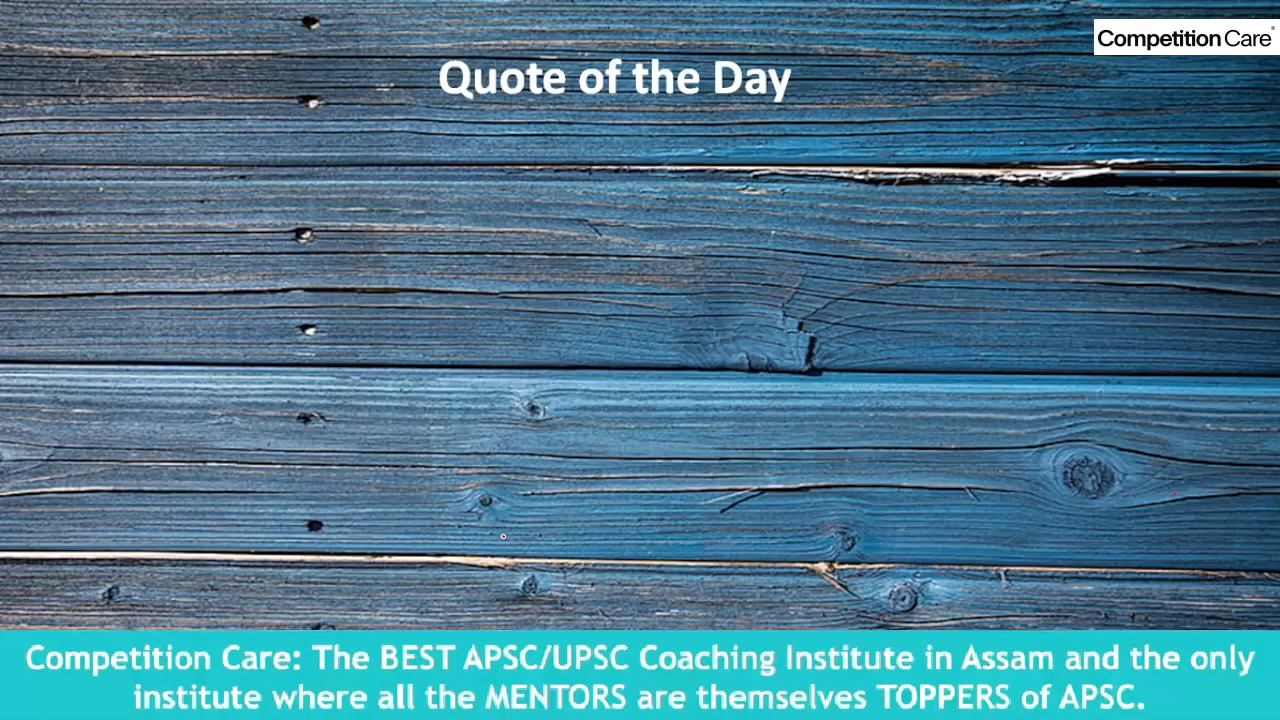 Competition Care
Quote of the Day
Competition Care: The BEST APSC/UPSC Coaching Institute in Assam and the only
institute where all the MENTORS are themselves TOPPERS of APSC.